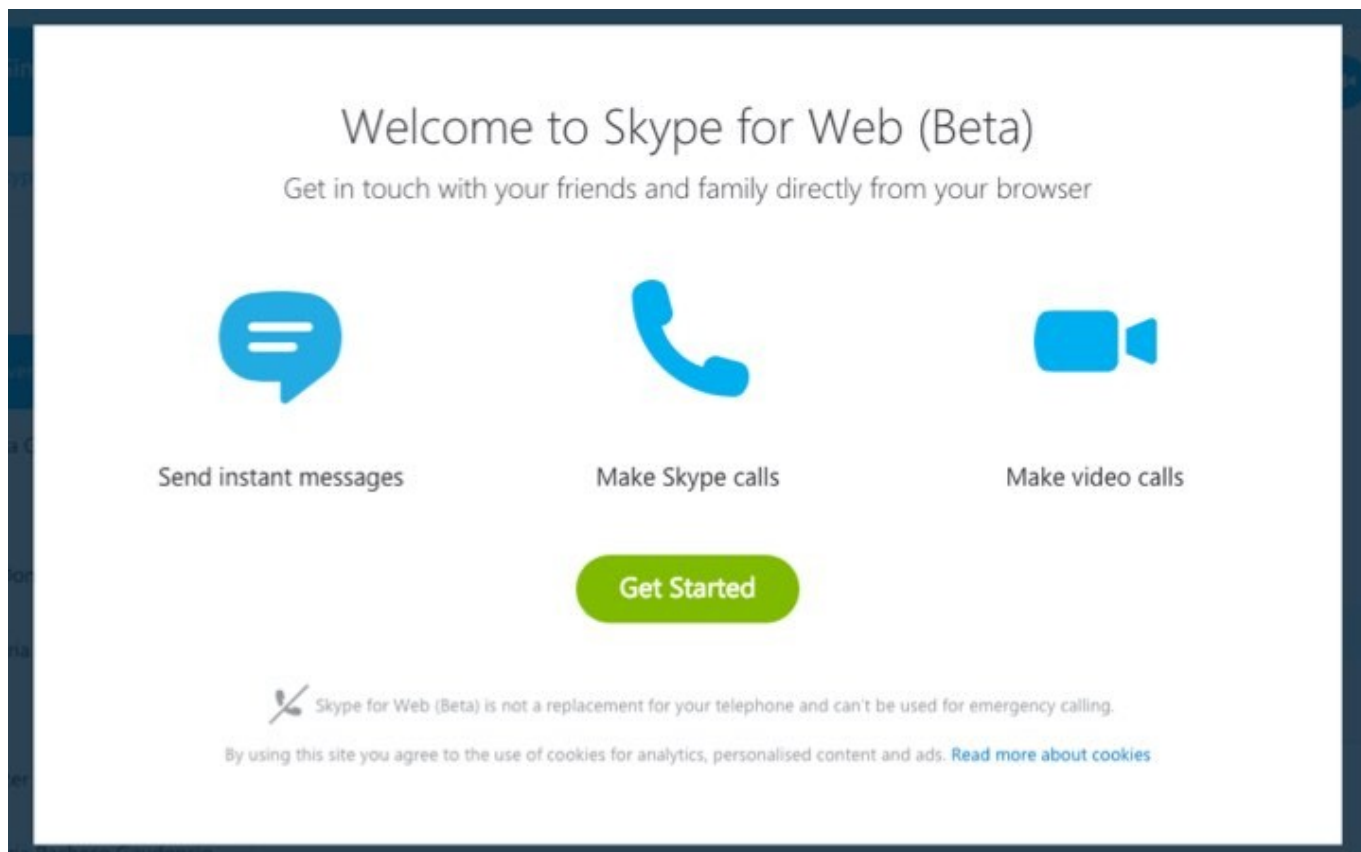 Welcome to Skype for Web (Beta)
Get in touch with your friends and family directly from your browser
Send instant messages
Make Skype calls
Make video calls
Get Started
Skype for Web (Beta) is not a replacement for your telephone and can't be used for emergency calling.
By using this site you agree to the use of cookies for analytics, personalised content and ads. Read more about cookies